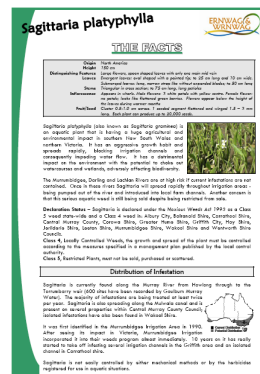 Sagittaria platyphylla
ERNWAG &
WRNWAG
THE FACTS
Origin North America
Height 150 cm
Distinguishing Features Large flowers, spoon shaped leaves with only one main mid vein
Leaves Emergent leaves oval shaped with a pointed tip to 25 cm long and 10 cm wide.
Submerged leaves long, narrow strap like without expanded blades to 50 cm long
Stems Triangular in cross section to 75 cm long, long petioles
Inflorescence Appears in whorls, their flowers 3 white petals with yellow centre. Female flower
no petals, looks like flattened green berries. Flowers appear below the height of
the leaves during warmer months.
Fruit/Seed Cluster 0.5-1.5 cm across. 1 seeded segment flattened and winged 1.5 – 3 mm
long. Each plant can produce up to 20,000 seeds.
Sagittaria platyphylla (also known as Sagittaria graminea) is
an aquatic plant that is having a huge agricultural and
environmental impact in southern New South Wales and
northern Victoria. It has an aggressive growth habit and
spreads rapidly, blocking irrigation channels and
consequently impeding water flow. It has a detrimental
impact on the environment with the potential to choke our
watercourses and wetlands, adversely affecting biodiversity.
The Murrumbidgee, Darling and Lachlan Rivers are at high risk if current infestations are not
contained. Once in these rivers Sagittaria will spread rapidly throughout irrigation areas -
being pumped out of the river and introduced into local farm channels. Another concern is
that this serious aquatic weed is still being sold despite being restricted from sale.
Declaration Status – Sagittaria is declared under the Noxious Weeds Act 1993 as a Class
5 weed state-wide and a Class 4 weed in Albury City, Balranald Shire, Carrathool Shire,
Central Murray County, Corowa Shire, Greater Hume Shire, Griffith City, Hay Shire,
Jerilderie Shire, Leeton Shire, Murrumbidgee Shire, Wakool Shire and Wentworth Shire
Councils.
Class 4, Locally Controlled Weeds, the growth and spread of the plant must be controlled
according to the measures specified in a management plan published by the local control
authority.
Class 5, Restricted Plants, must not be sold, purchased or scattered.
Distribution of Infestation
Sagittaria is currently found along the Murray River from Howlong through to the
Torrumbarry weir (600 sites have been recorded by Goulburn Murray
Water). The majority of infestations are being treated at least twice
per year. Sagittaria is also spreading along the Mulwala canal and is
present on several properties within Central Murray County Council
isolated infestations have also been found in Wakool Shire.
It was first identified in the Murrumbidgee Irrigation Area in 1990.
After seeing its impact in Victoria, Murrumbidgee Irrigation
incorporated it into their weeds program almost immediately. 10 years on it has really
started to take off infesting several irrigation channels in the Griffith area and an isolated
channel in Carrathool shire.
Sagittaria is not easily controlled by either mechanical methods or by the herbicides
registered for use in aquatic situations.